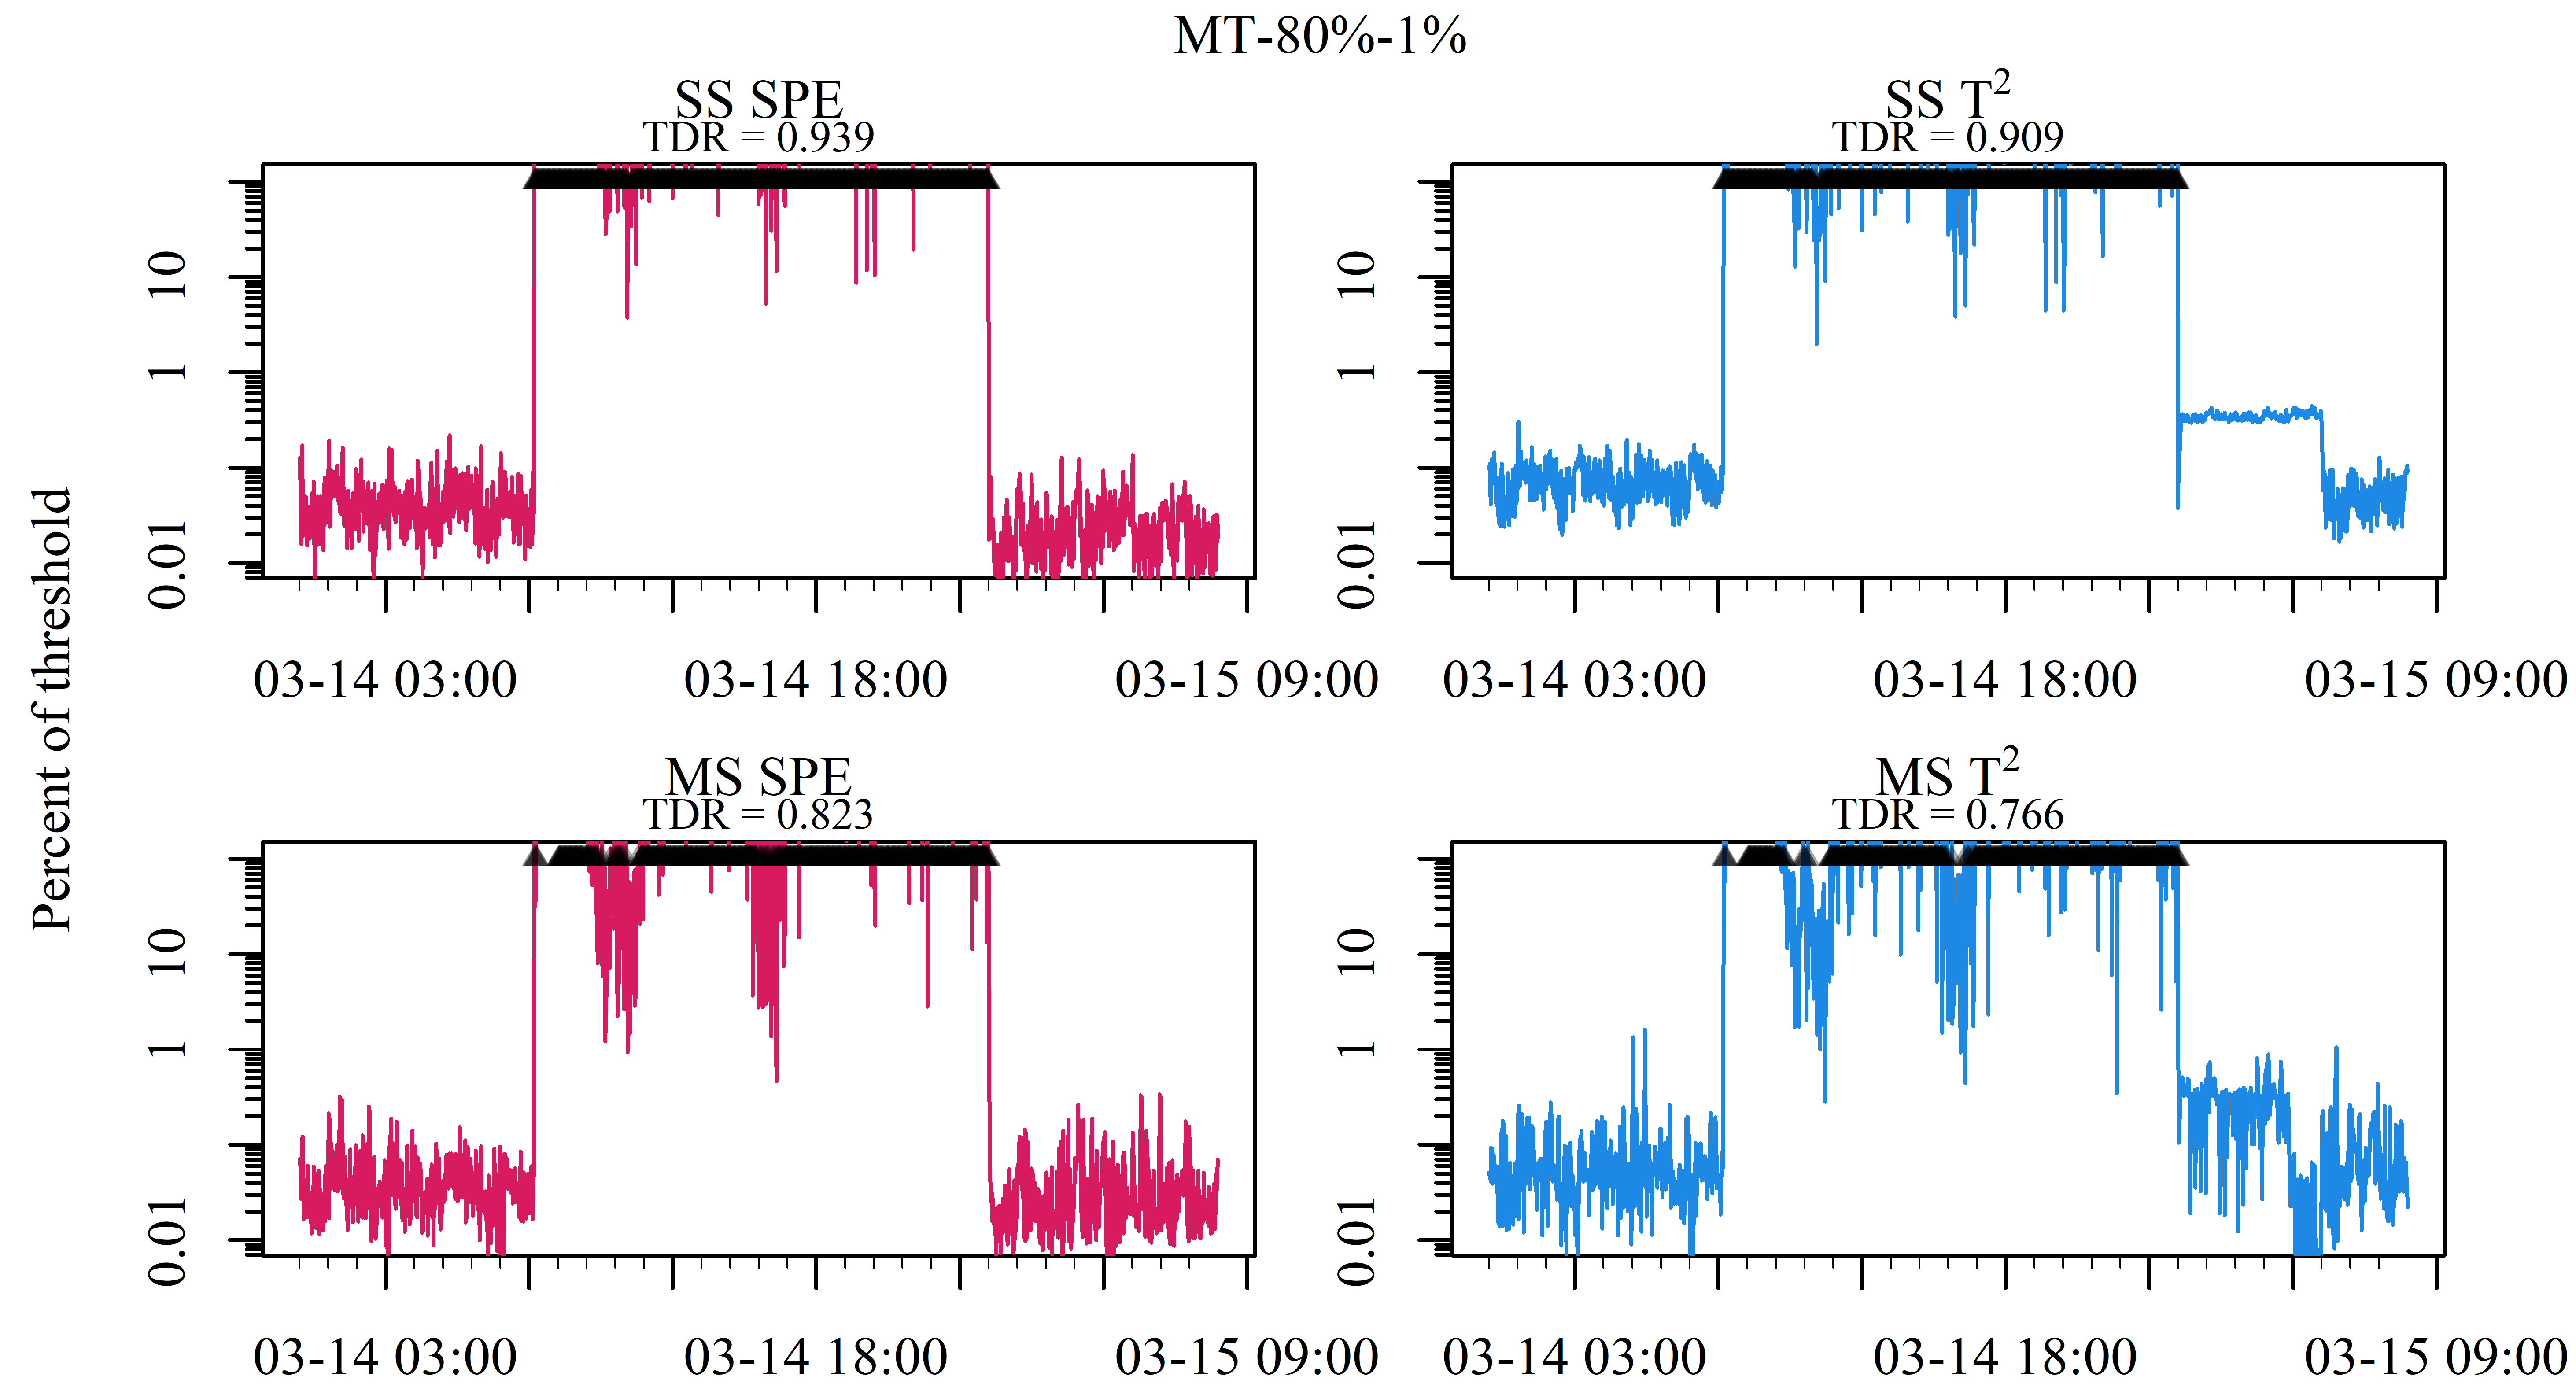 MT-80%-1%
SS SPE
TDR = 0.939
SS T²
TDR = 0.909
Percent of threshold
10
1
0.01
10
1
0.01
03-14 03:00
03-14 18:00
03-15 09:00
03-14 03:00
03-14 18:00
03-15 09:00
MS SPE
TDR = 0.823
MS T²
TDR = 0.766
10
1
0.01
10
1
0.01
03-14 03:00
03-14 18:00
03-15 09:00
03-14 03:00
03-14 18:00
03-15 09:00